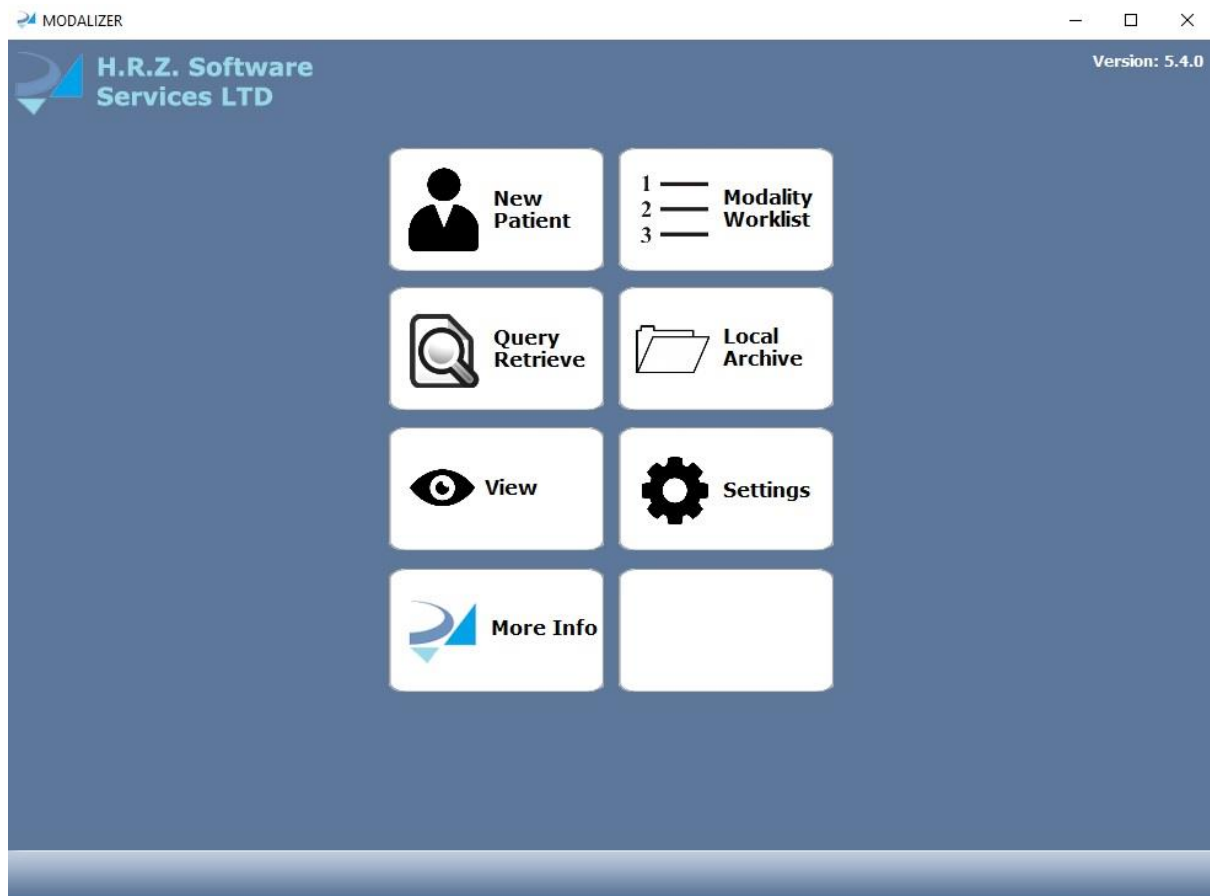 MODALIZER
H.R.Z. Software
Services LTD
Version: 5.4.0
New
Patient
1
2
3
Modality
Worklist
Query
Retrieve
Local
Archive
View
Settings
More Info